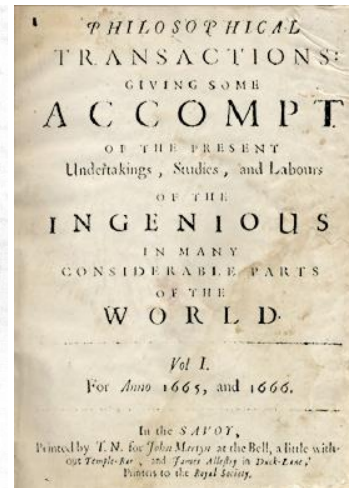 PHILOSOPHICAL
TRANSACTIONS:
GIVING SOME
ACCOMPT
OF THE PRESENT
Undertakings, Studies, and Labours
OF THE
INGENIOUS
IN MANY
CONSIDERABLE PARTS
OF THE
WORLD.
Vol I.
For Anno 1665, and 1666.
In the SAVOY,
Printed by T. N. for John Martyn at the Bell, a little with-
out Temple-Bar, and James Allestry in Duck-Lane,
Printers to the Royal Society.